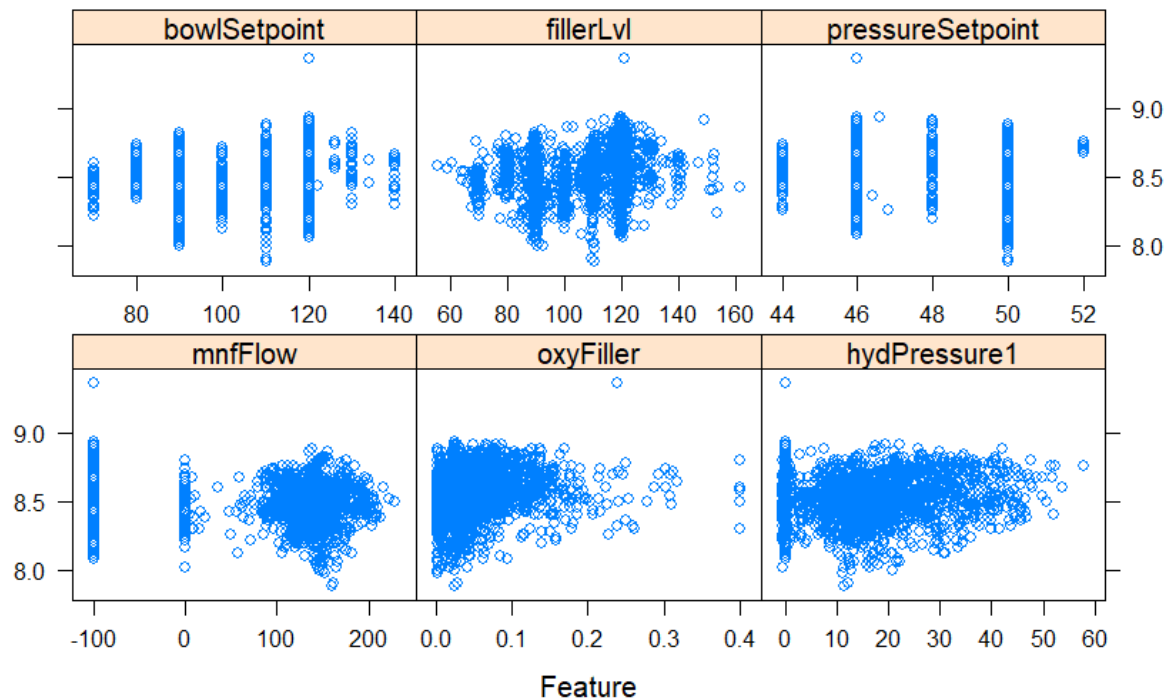 bowlSetpoint fillerLvl pressureSetpoint
9.0
8.5
8.0
80 100 120 140 60 80 100 120 140 160 44 46 48 50 52
mnfFlow oxyFiller hydPressure1
9.0
8.5
8.0
-100 0 100 200 0.0 0.1 0.2 0.3 0.4 0 10 20 30 40 50 60
Feature